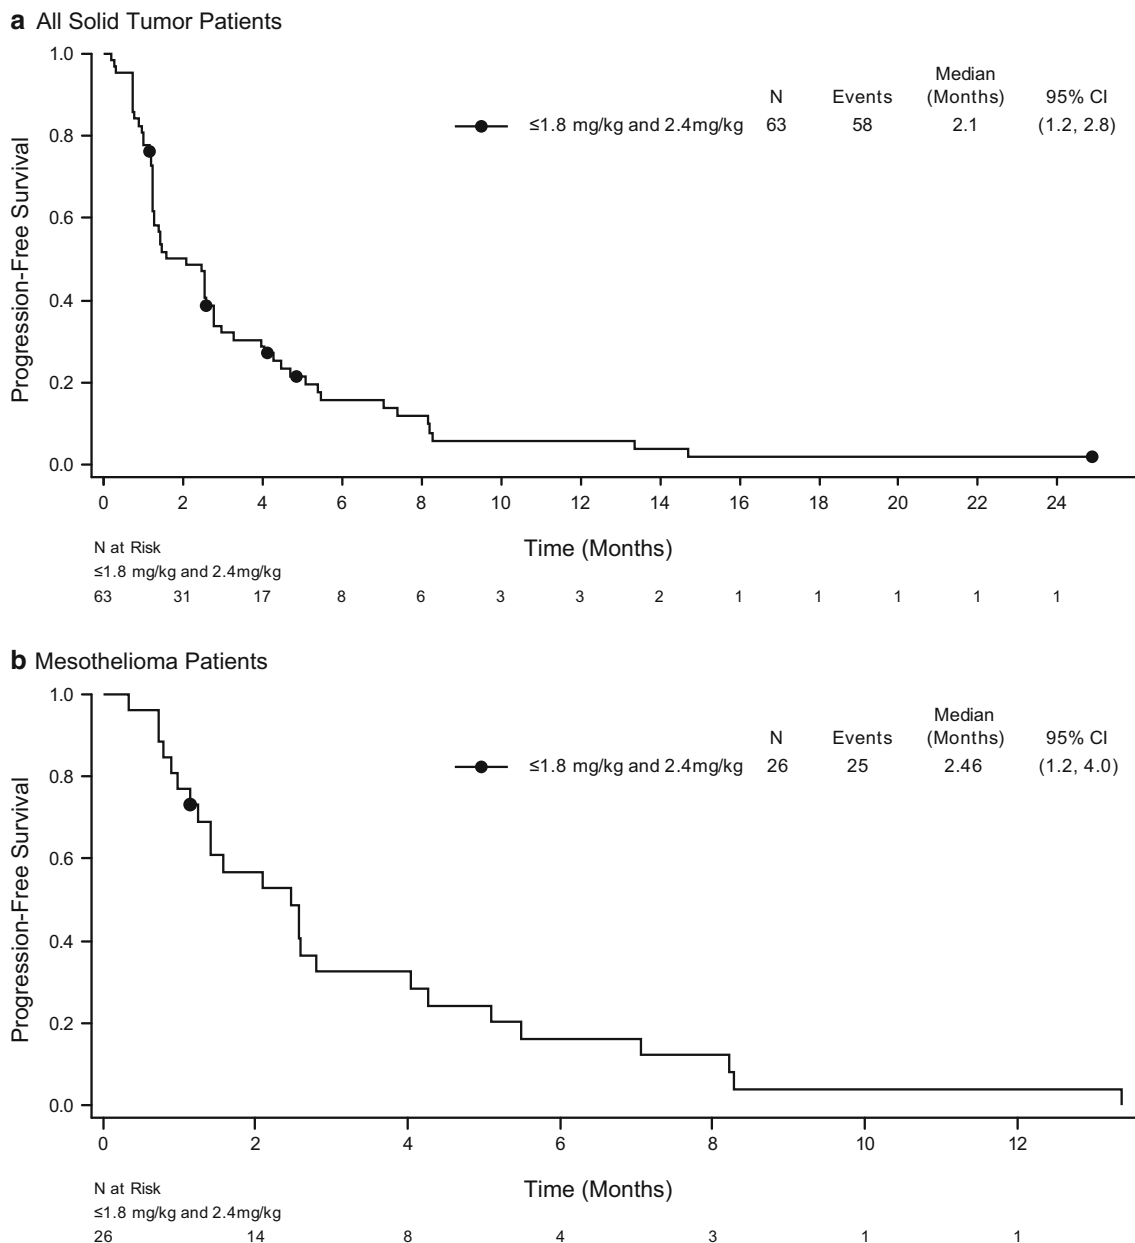 a All Solid Tumor Patients
Median
N Events (Months) 95% CI
≤1.8 mg/kg and 2.4mg/kg 63 58 2.1 (1.2, 2.8)
Progression-Free Survival
1.0
0.8
0.6
0.4
0.2
0.0
0 2 4 6 8 10 12 14 16 18 20 22 24
Time (Months)
N at Risk
≤1.8 mg/kg and 2.4mg/kg
63 31 17 8 6 3 3 2 1 1 1 1 1
b Mesothelioma Patients
Median
N Events (Months) 95% CI
≤1.8 mg/kg and 2.4mg/kg 26 25 2.46 (1.2, 4.0)
Progression-Free Survival
1.0
0.8
0.6
0.4
0.2
0.0
0 2 4 6 8 10 12
Time (Months)
N at Risk
≤1.8 mg/kg and 2.4mg/kg
26 14 8 4 3 1 1